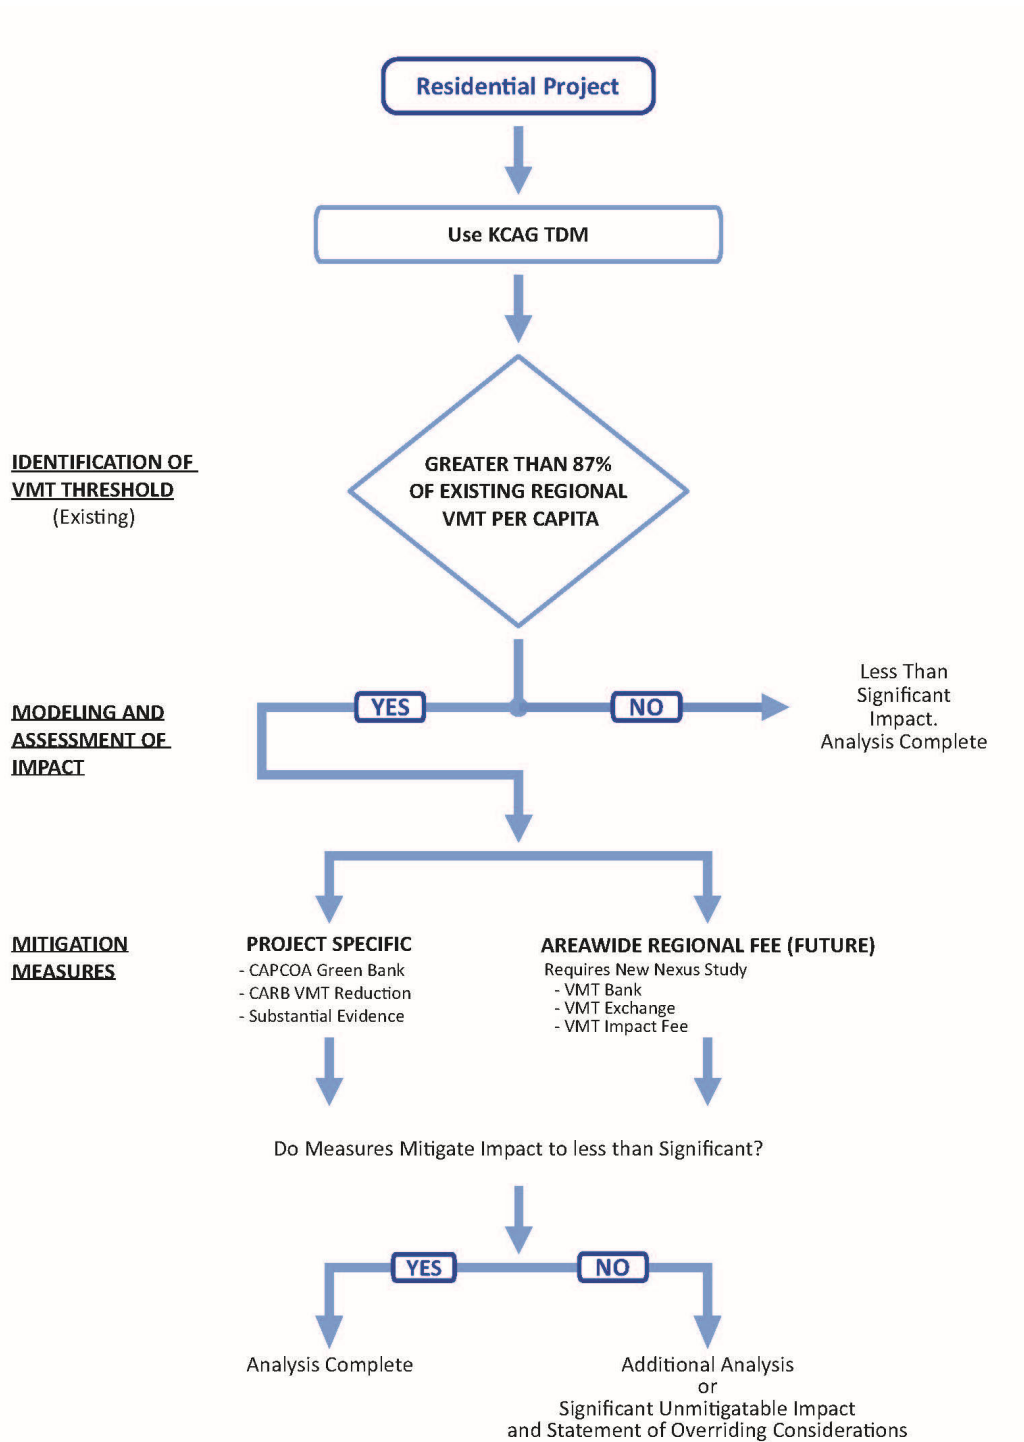 Residential Project
Use KCAG TDM
IDENTIFICATION OF
VMT THRESHOLD
(Existing)
GREATER THAN 87%
OF EXISTING REGIONAL
VMT PER CAPITA
MODELING AND
ASSESSMENT OF
IMPACT
YES
NO
Less Than
Significant
Impact.
Analysis Complete
MITIGATION
MEASURES
PROJECT SPECIFIC
- CAPCOA Green Bank
- CARB VMT Reduction
- Substantial Evidence
AREAWIDE REGIONAL FEE (FUTURE)
Requires New Nexus Study
- VMT Bank
- VMT Exchange
- VMT Impact Fee
Do Measures Mitigate Impact to less than Significant?
YES
NO
Analysis Complete
Additional Analysis
or
Significant Unmitigatable Impact
and Statement of Overriding Considerations